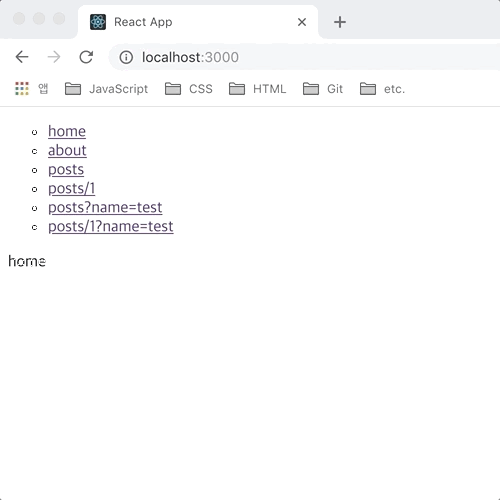 React App
localhost:3000
앱 JavaScript CSS HTML Git etc.
home
about
posts
posts/1
posts?name=test
posts/1?name=test
home